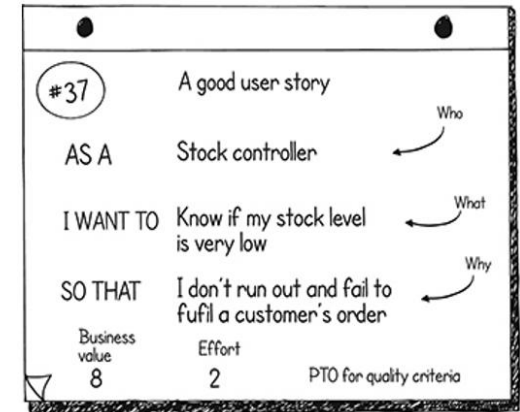 #37 A good user story
Who
AS A Stock controller
What
I WANT TO Know if my stock level
is very low
Why
SO THAT I don't run out and fail to
fufil a customer's order
Business
value Effort
8 2 PTO for quality criteria